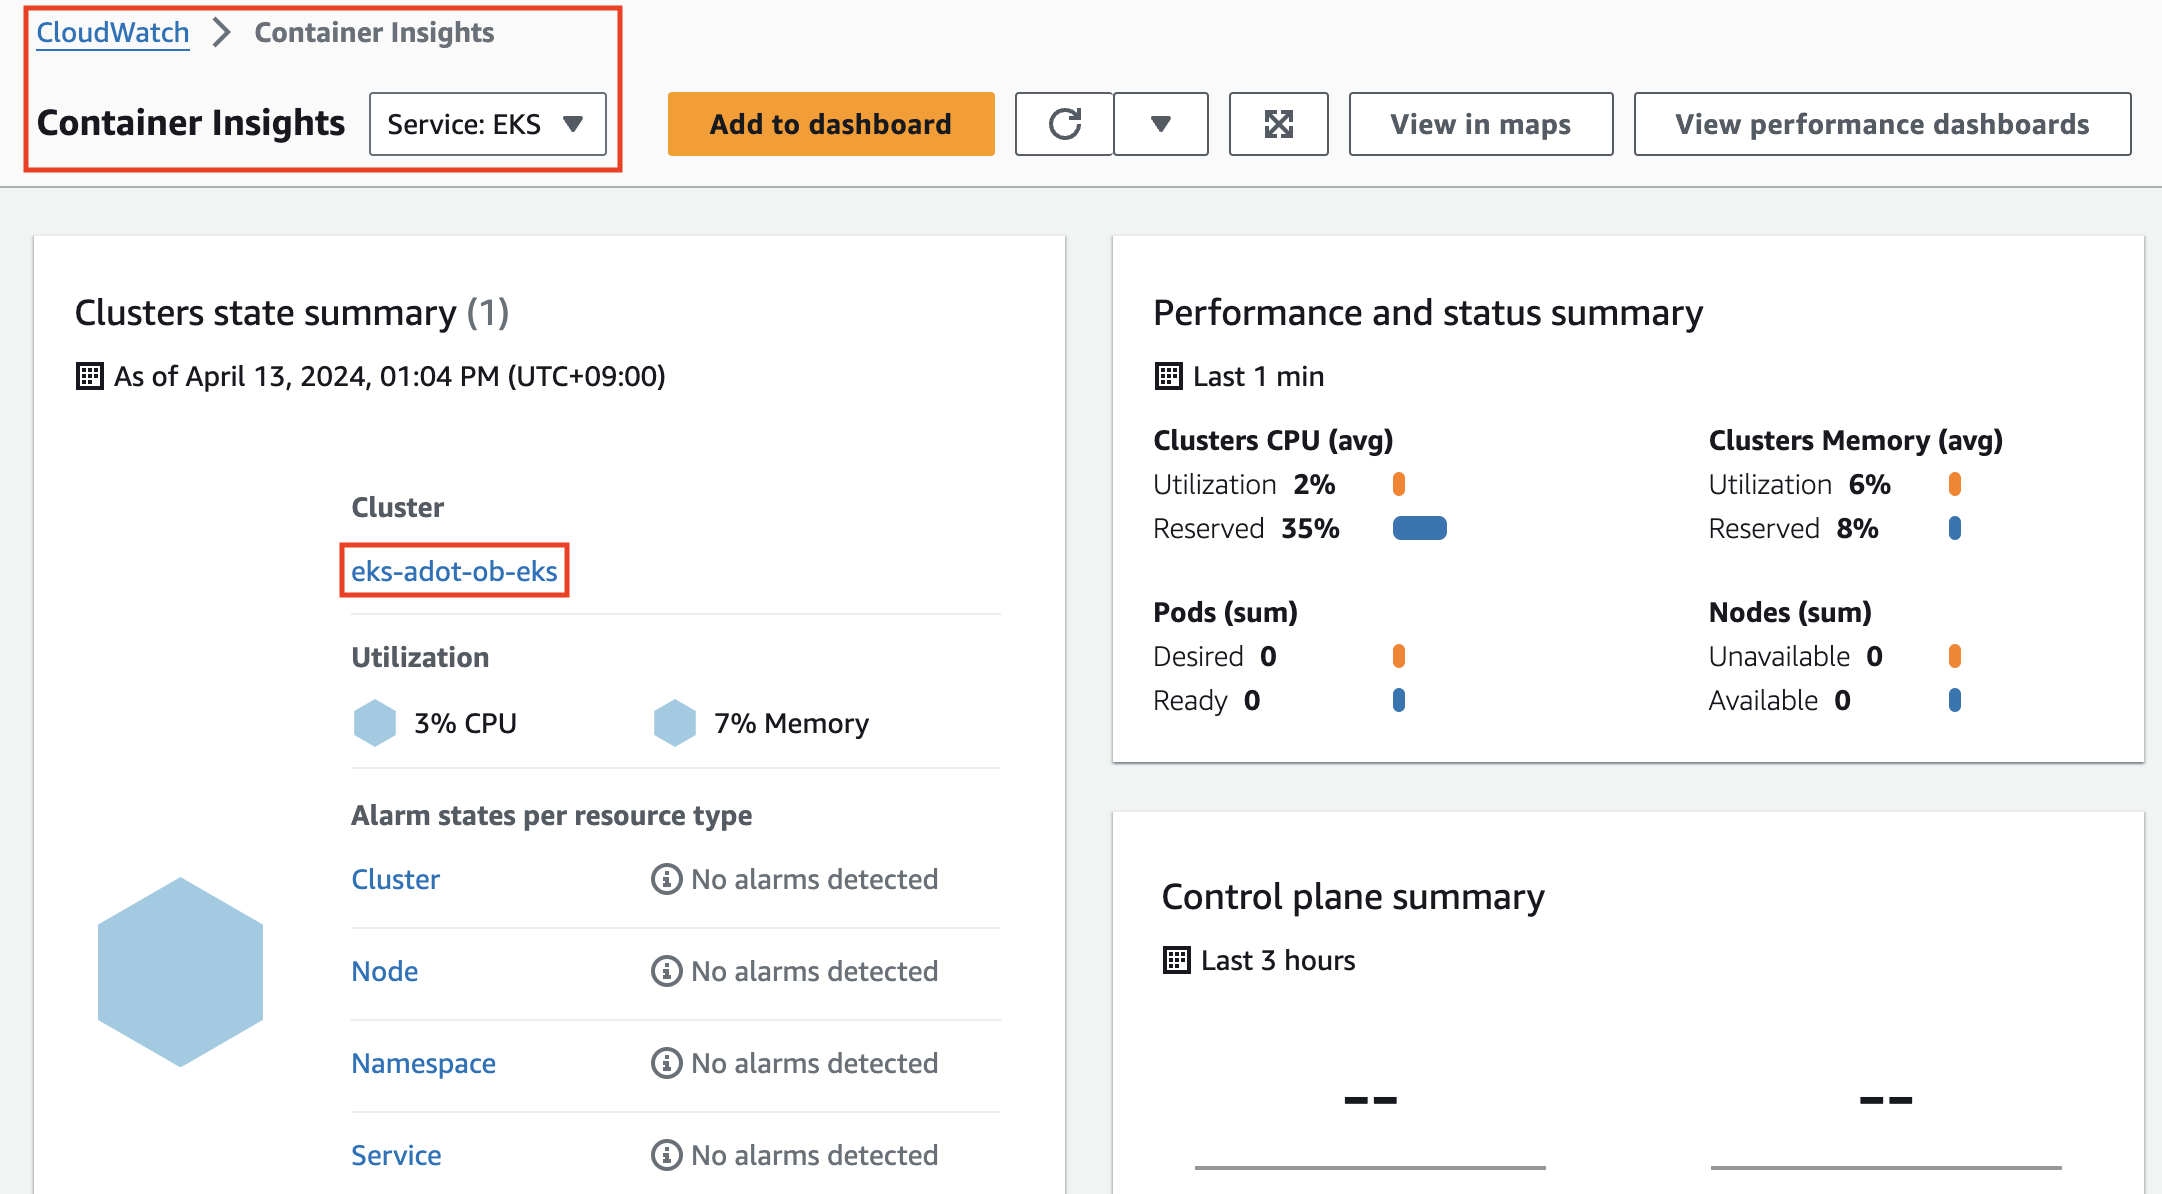 CloudWatch > Container Insights
Container Insights Service: EKS ▼ Add to dashboard ▼ View in maps View performance dashboards
Clusters state summary (1)
As of April 13, 2024, 01:04 PM (UTC+09:00)
Cluster
eks-adot-ob-eks
Utilization
3% CPU 7% Memory
Alarm states per resource type
Cluster No alarms detected
Node No alarms detected
Namespace No alarms detected
Service No alarms detected
Performance and status summary
Last 1 min
Clusters CPU (avg) Clusters Memory (avg)
Utilization 2% Utilization 6%
Reserved 35% Reserved 8%
Pods (sum) Nodes (sum)
Desired 0 Unavailable 0
Ready 0 Available 0
Control plane summary
Last 3 hours
-- --